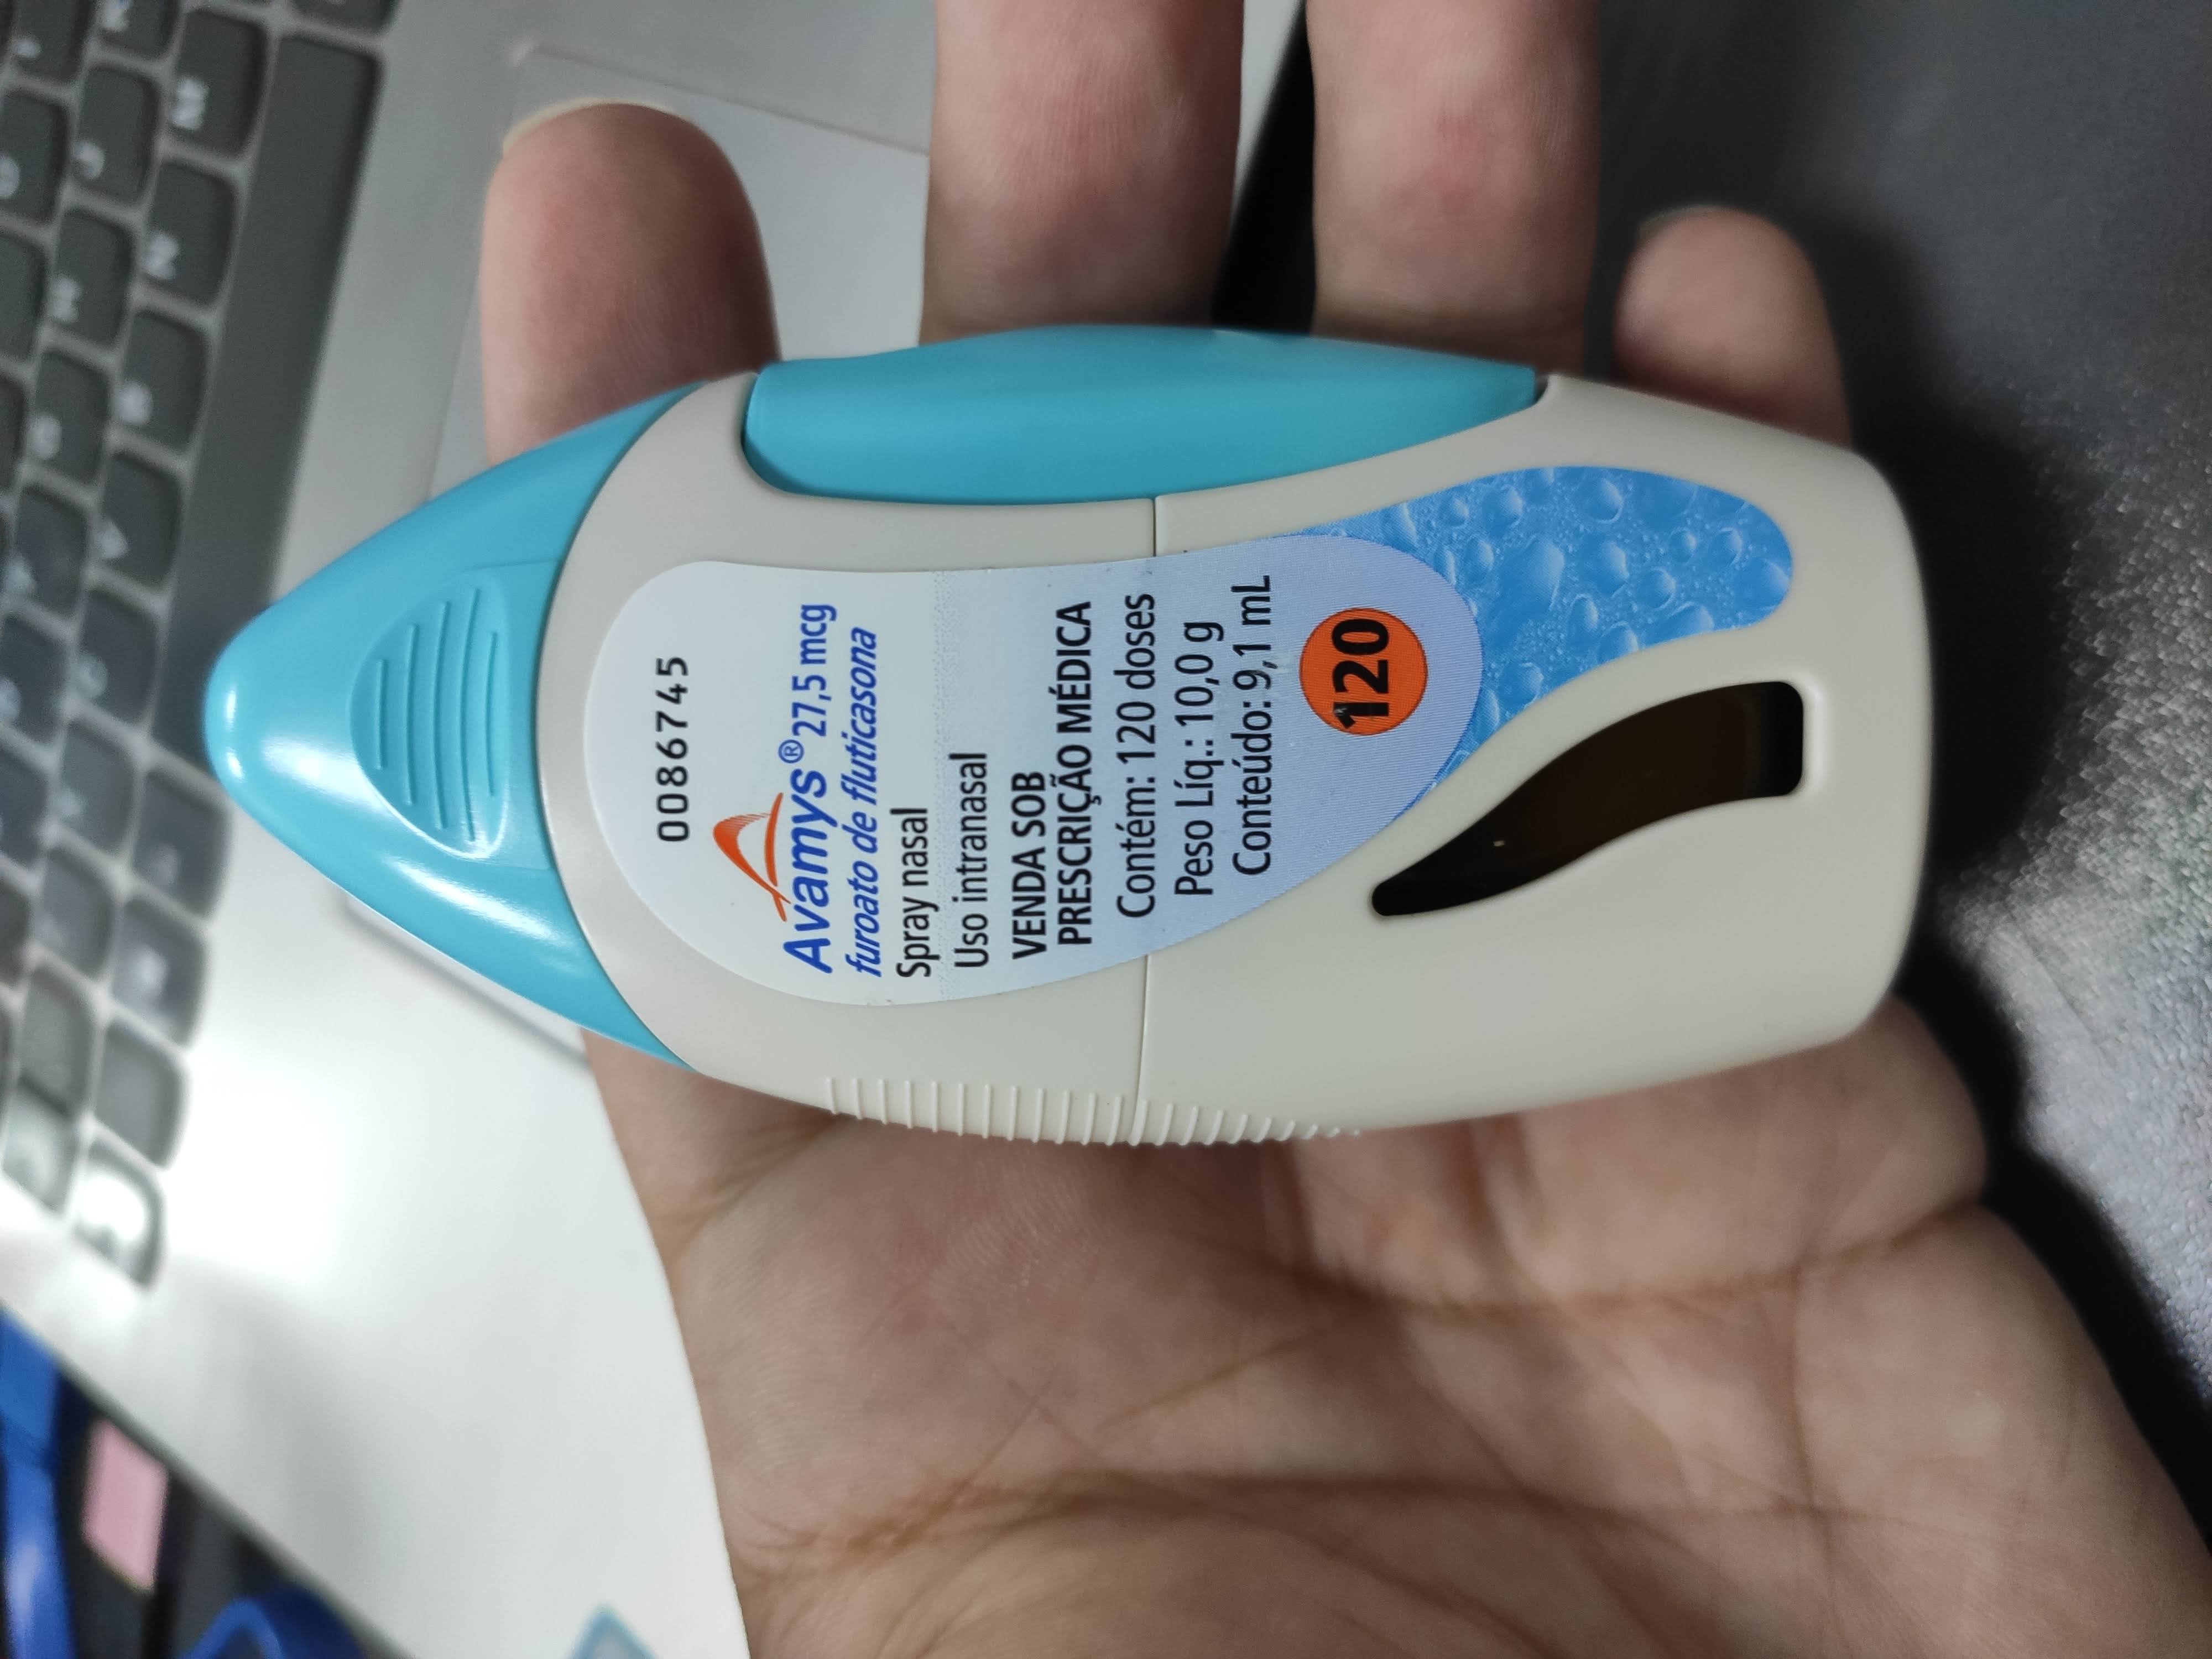 0086745
Avamys® 27,5 mcg
furoato de fluticasona
Spray nasal
Uso intranasal
VENDA SOB
PRESCRIÇÃO MÉDICA
Contém: 120 doses
Peso Líq.: 10,0 g
Conteúdo: 9,1 mL
120